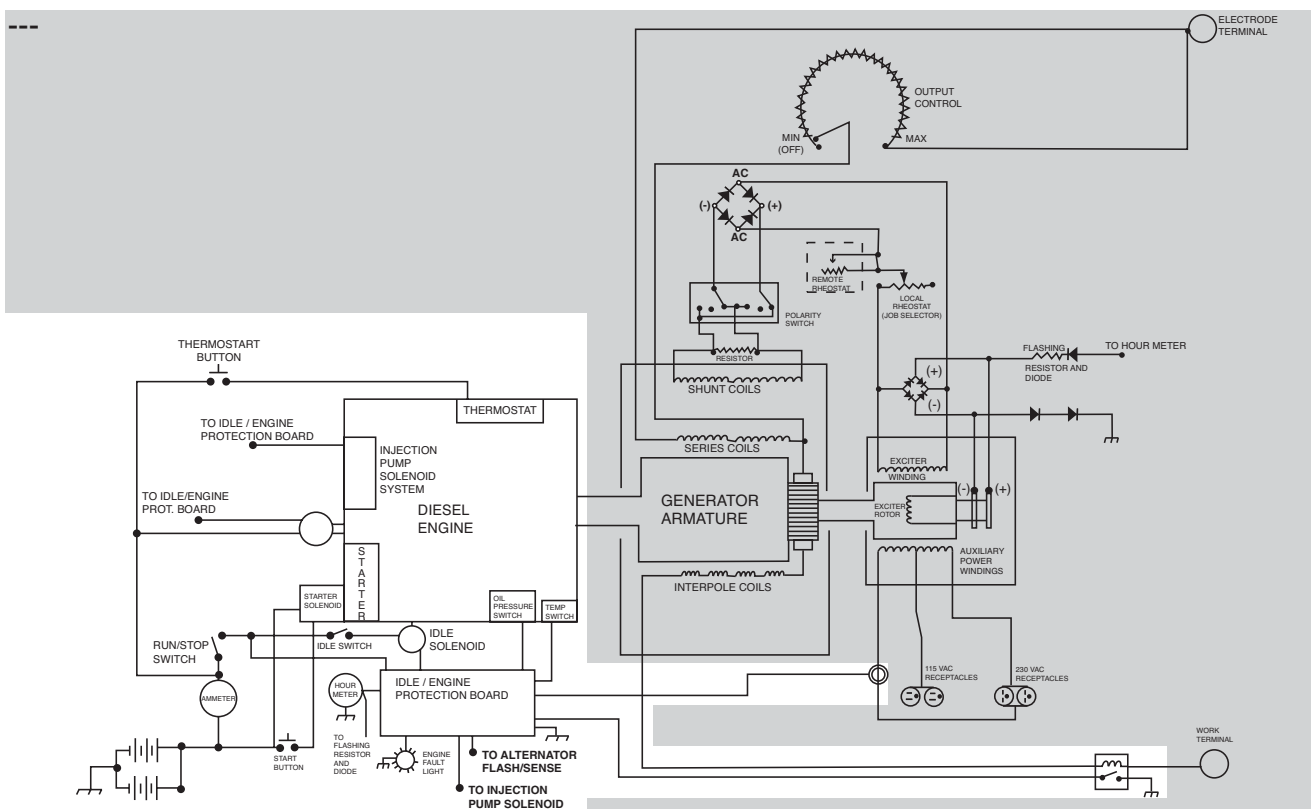 ELECTRODE
TERMINAL
OUTPUT
CONTROL
MIN
(OFF)
MAX
AC
(-)
(+)
AC
REMOTE
RHEOSTAT
LOCAL
RHEOSTAT
(JOB SELECTOR)
POLARITY
SWITCH
RESISTOR
SHUNT COILS
FLASHING
RESISTOR AND
DIODE
TO HOUR METER
(+)
(-)
THERMOSTART
BUTTON
THERMOSTAT
TO IDLE / ENGINE
PROTECTION BOARD
INJECTION
PUMP
SOLENOID
SYSTEM
SERIES COILS
EXCITER
WINDING
TO IDLE/ENGINE
PROT. BOARD
DIESEL
ENGINE
GENERATOR
ARMATURE
(-)
(+)
EXCITER
ROTOR
STARTER
AUXILIARY
POWER
WINDINGS
INTERPOLE COILS
STARTER
SOLENOID
OIL
PRESSURE
SWITCH
TEMP
SWITCH
RUN/STOP
SWITCH
IDLE SWITCH
IDLE
SOLENOID
115 VAC
RECEPTACLES
230 VAC
RECEPTACLES
AMMETER
HOUR
METER
IDLE / ENGINE
PROTECTION BOARD
WORK
TERMINAL
START
BUTTON
TO
FLASHING
RESISTOR
AND
DIODE
ENGINE
FAULT
LIGHT
TO ALTERNATOR
FLASH/SENSE
TO INJECTION
PUMP SOLENOID